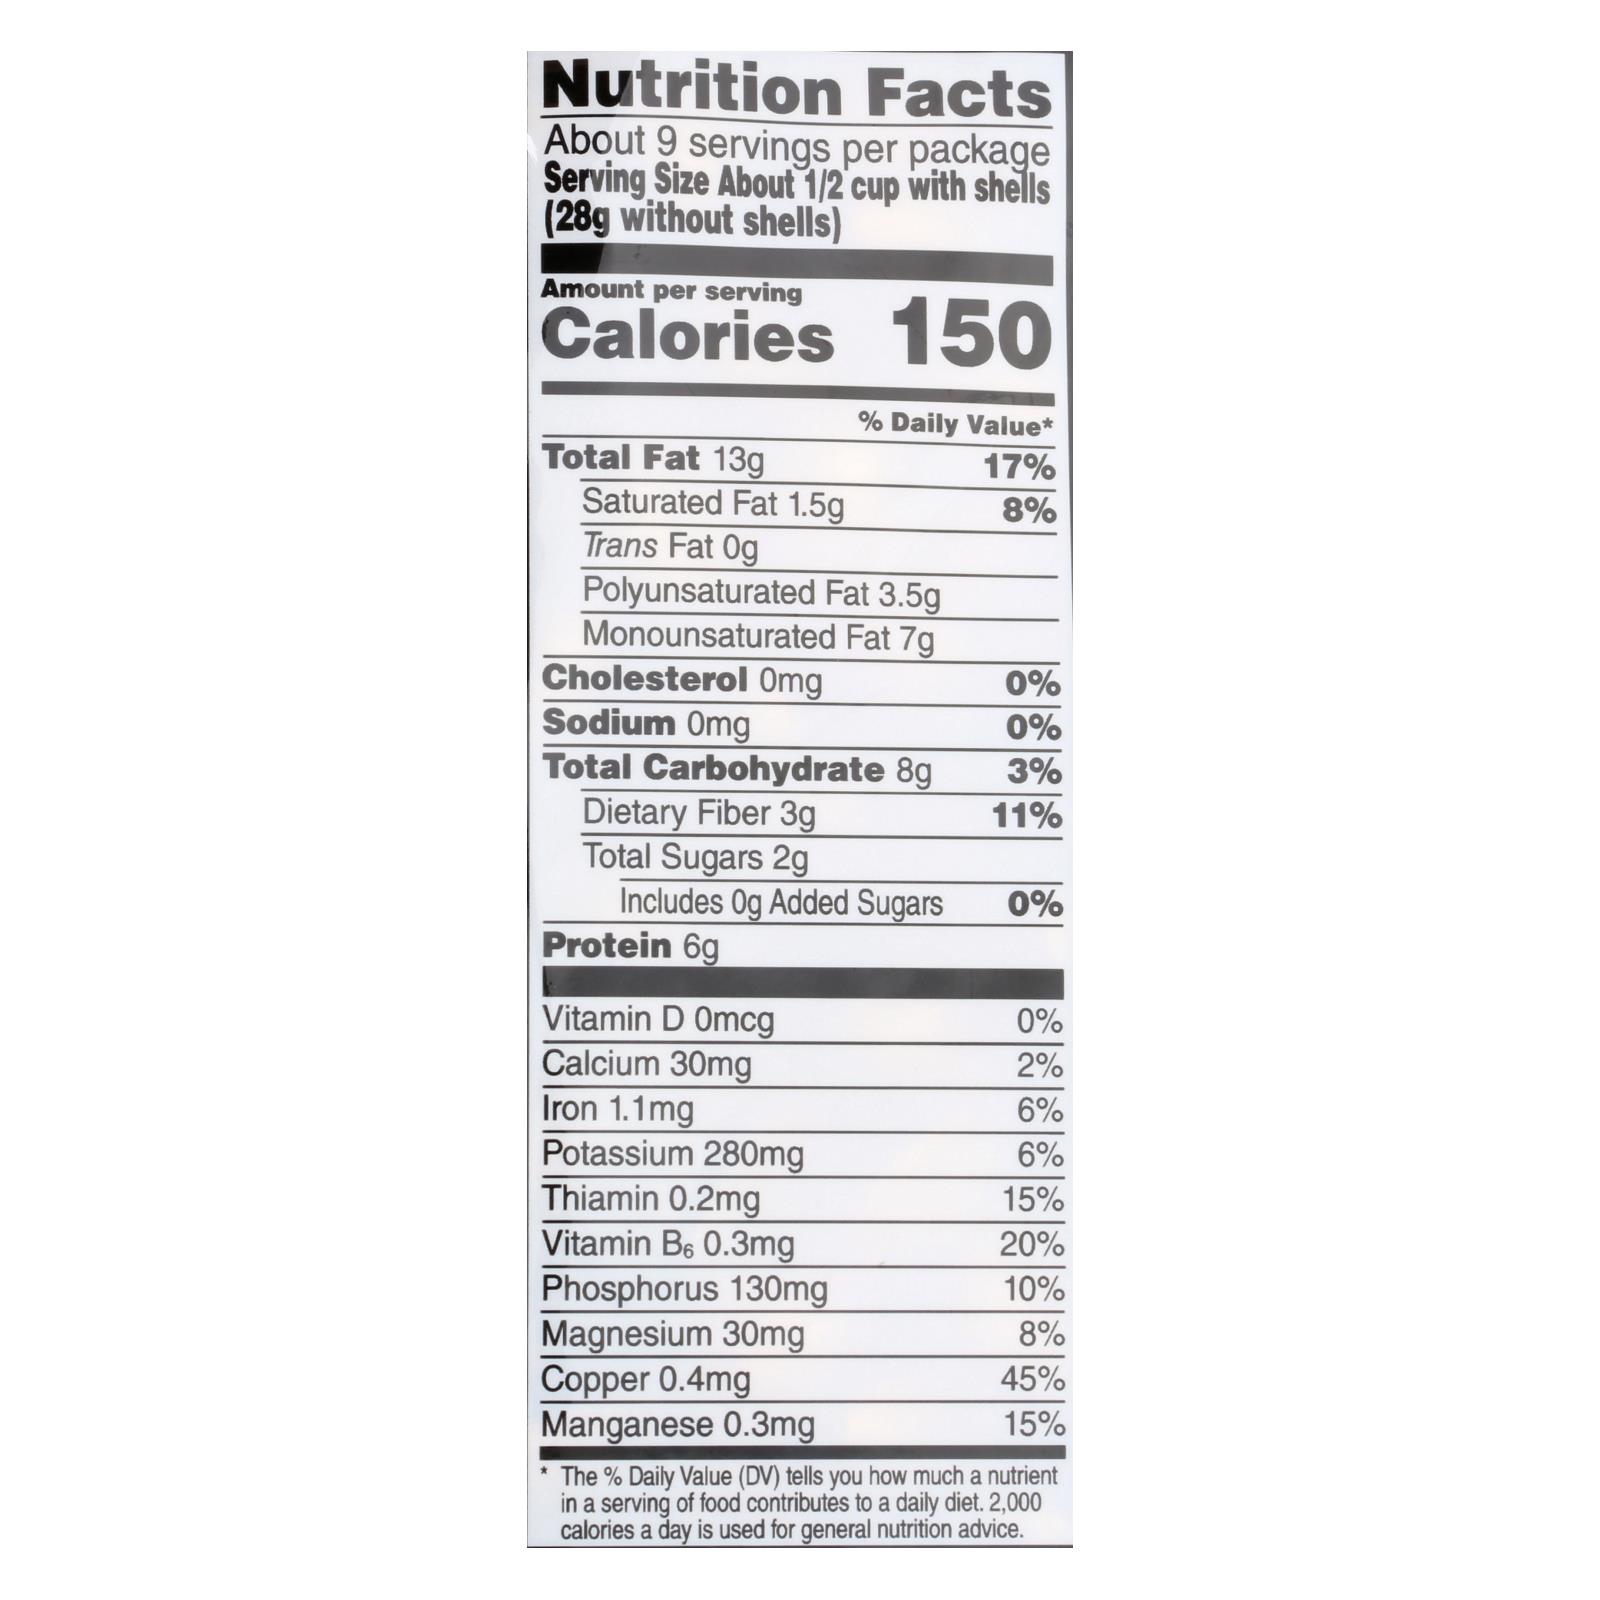 Nutrition Facts
About 9 servings per package
Serving Size About 1/2 cup with shells
(28g without shells)
Amount per serving
Calories 150
% Daily Value*
Total Fat 13g 17%
Saturated Fat 1.5g 8%
Trans Fat 0g
Polyunsaturated Fat 3.5g
Monounsaturated Fat 7g
Cholesterol 0mg 0%
Sodium 0mg 0%
Total Carbohydrate 8g 3%
Dietary Fiber 3g 11%
Total Sugars 2g
Includes 0g Added Sugars 0%
Protein 6g
Vitamin D 0mcg 0%
Calcium 30mg 2%
Iron 1.1mg 6%
Potassium 280mg 6%
Thiamin 0.2mg 15%
Vitamin B₆ 0.3mg 20%
Phosphorus 130mg 10%
Magnesium 30mg 8%
Copper 0.4mg 45%
Manganese 0.3mg 15%
* The % Daily Value (DV) tells you how much a nutrient
in a serving of food contributes to a daily diet. 2,000
calories a day is used for general nutrition advice.